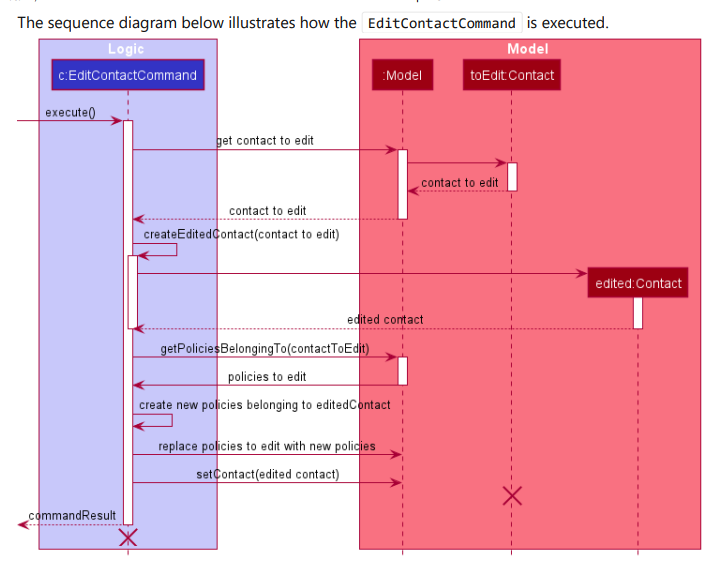 The sequence diagram below illustrates how the EditContactCommand is executed.
Logic
Model
c:EditContactCommand
:Model
toEdit:Contact
execute()
get contact to edit
contact to edit
contact to edit
createEditedContact(contact to edit)
edited:Contact
edited contact
getPoliciesBelongingTo(contactToEdit)
policies to edit
create new policies belonging to editedContact
replace policies to edit with new policies
setContact(edited contact)
commandResult